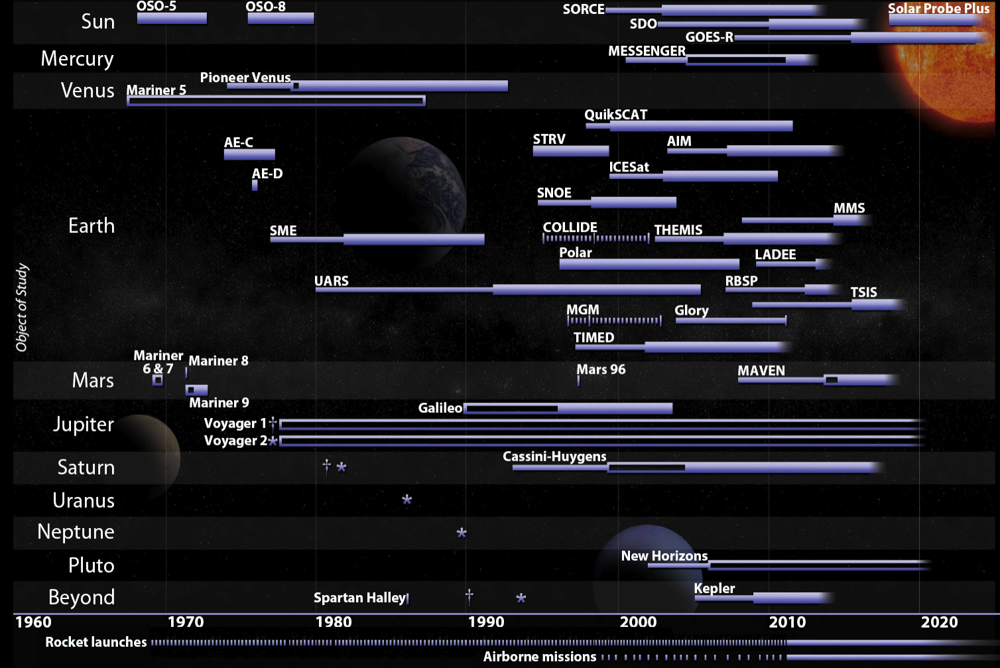 OSO-5
OSO-8
SORCE
Solar Probe Plus
Sun
SDO
GOES-R
Mercury
MESSENGER
Pioneer Venus
Venus
Mariner 5
QuikSCAT
AE-C
STRV
AIM
AE-D
ICESat
SNOE
MMS
Earth
SME
COLLIDE
THEMIS
Polar
LADEE
UARS
RBSP
TSIS
MGM
Glory
TIMED
Object of Study
Mariner
6 & 7
Mariner 8
Mars
Mars 96
MAVEN
Mariner 9
Galileo
Jupiter
Voyager 1†
Voyager 2*
Cassini-Huygens
Saturn
† *
Uranus
*
Neptune
*
New Horizons
Pluto
Kepler
Beyond
Spartan Halley
† *
1960 1970 1980 1990 2000 2010 2020
Rocket launches
Airborne missions